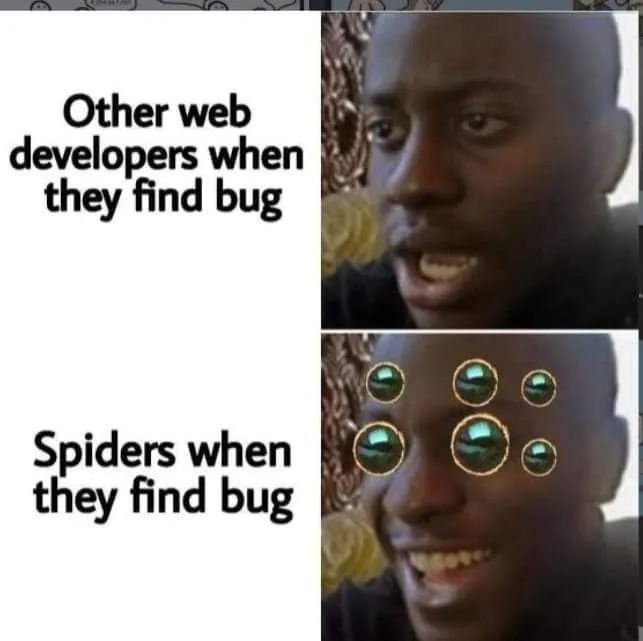 Other web
developers when
they find bug
Spiders when
they find bug